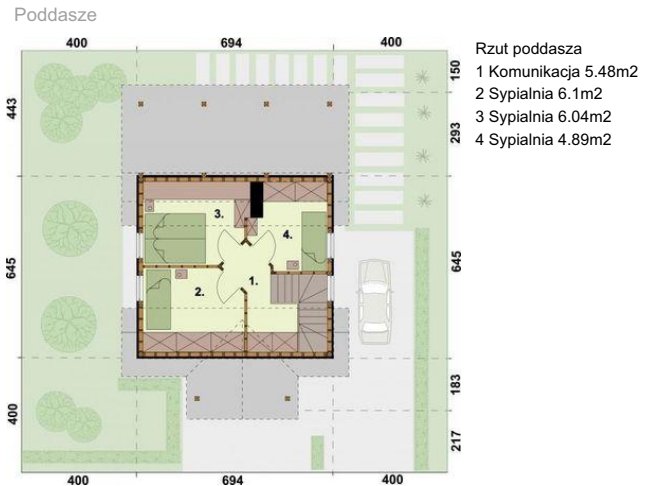 Poddasze
400 694 400
Rzut poddasza
1 Komunikacja 5.48m2
2 Sypialnia 6.1m2
3 Sypialnia 6.04m2
4 Sypialnia 4.89m2
150
443
293
3.
4.
645
645
2.
1.
183
400
217
400 694 400